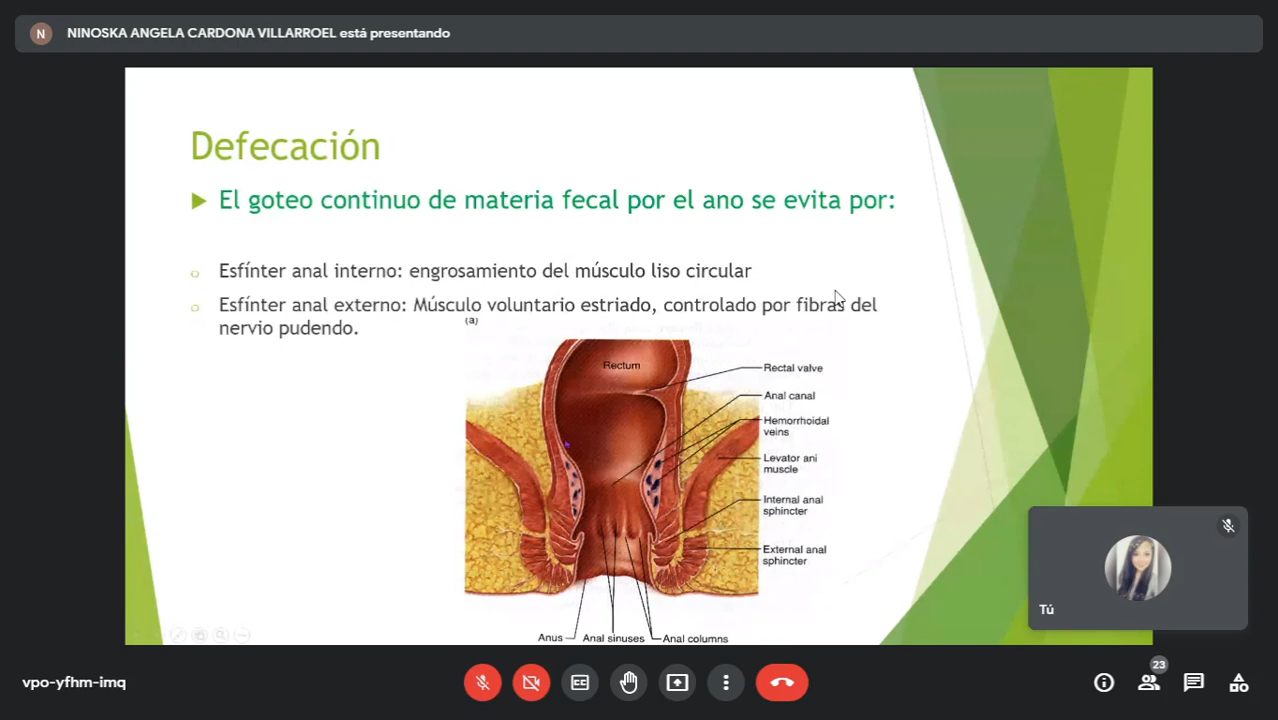 N NINOSKA ANGELA CARDONA VILLARROEL está presentando
Defecación
El goteo continuo de materia fecal por el ano se evita por:
Esfínter anal interno: engrosamiento del músculo liso circular
Esfínter anal externo: Músculo voluntario estriado, controlado por fibras del
nervio pudendo.
(a)
Rectum
Rectal valve
Anal canal
Hemorrhoidal
veins
Levator ani
muscle
Internal anal
sphincter
External anal
sphincter
Anus
Anal sinuses
Anal columns
Tú
vpo-yfhm-imq
CC
23